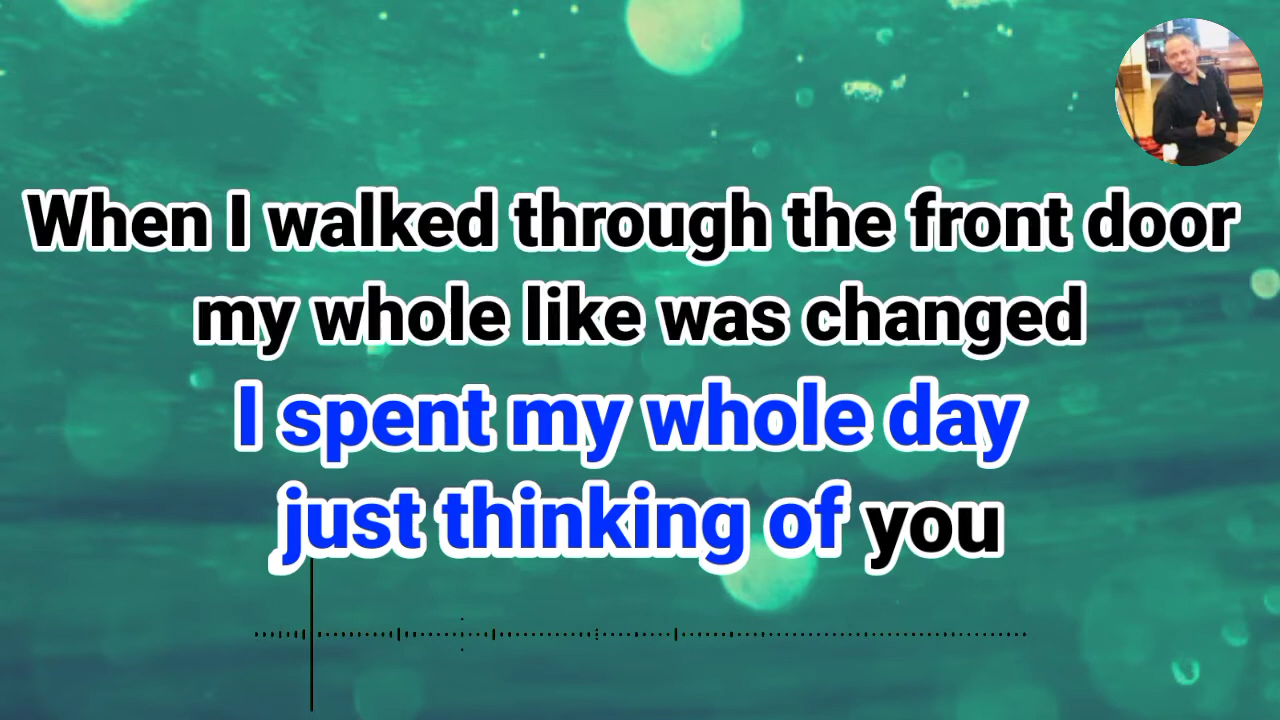 When I walked through the front door
my whole like was changed
I spent my whole day
just thinking of you